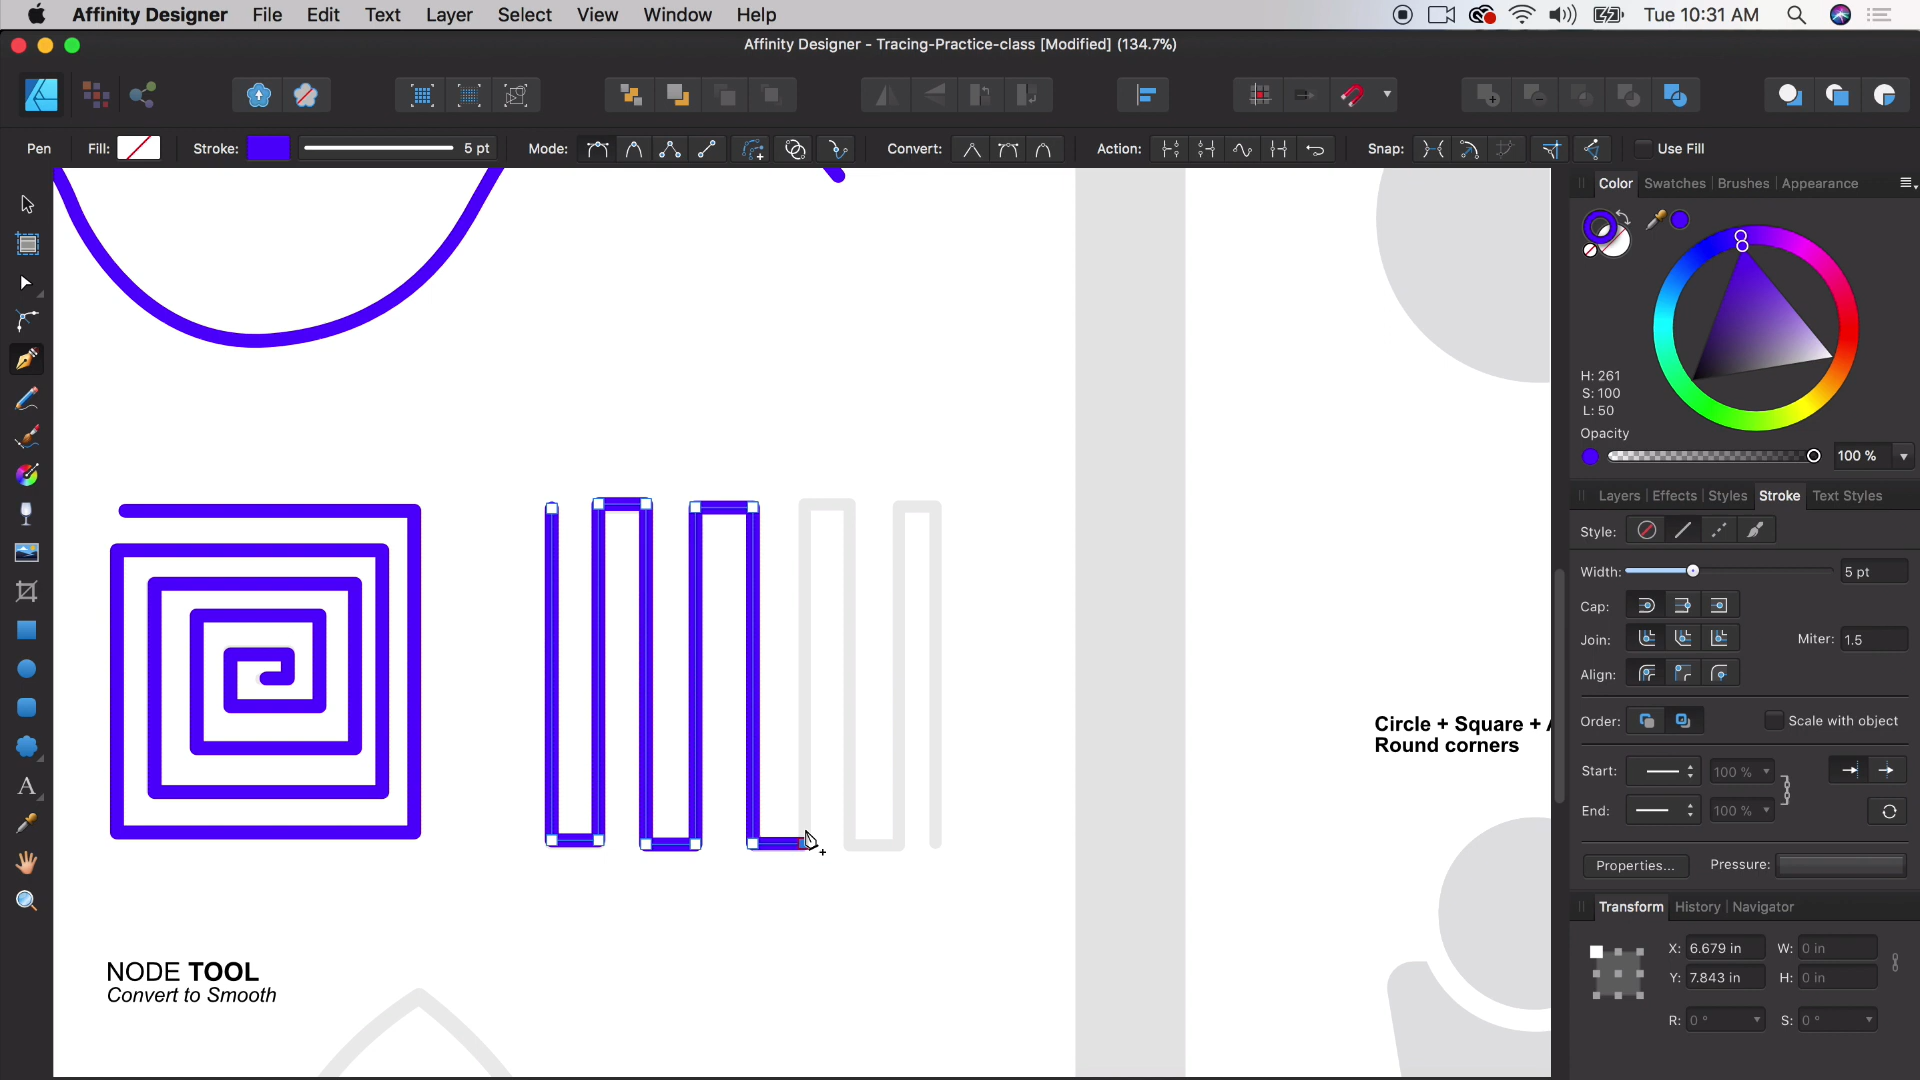 Affinity Designer File Edit Text Layer Select View Window Help Tue 10:31 AM
Affinity Designer - Tracing-Practice-class [Modified] (134.7%)
Pen Fill: Stroke: 5 pt Mode: Convert: Action: Snap: Use Fill
Color Swatches Brushes Appearance
H: 261
S: 100
L: 50
Opacity
100 %
Layers Effects Styles Stroke Text Styles
Style:
Width: 5 pt
Cap:
Join: Miter: 1.5
Align:
Order: Scale with object
Start: 100 %
End: 100 %
Properties... Pressure:
Transform History Navigator
X: 6.679 in W: 0 in
Y: 7.843 in H: 0 in
R: 0 ° S: 0 °
Circle + Square +
Round corners
NODE TOOL
Convert to Smooth
A